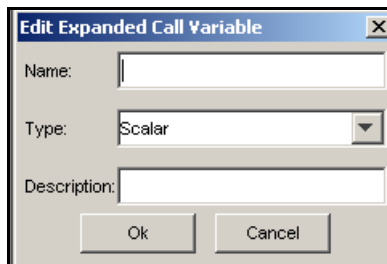 Edit Expanded Call Variable
Name:
Type: Scalar
Description:
Ok Cancel